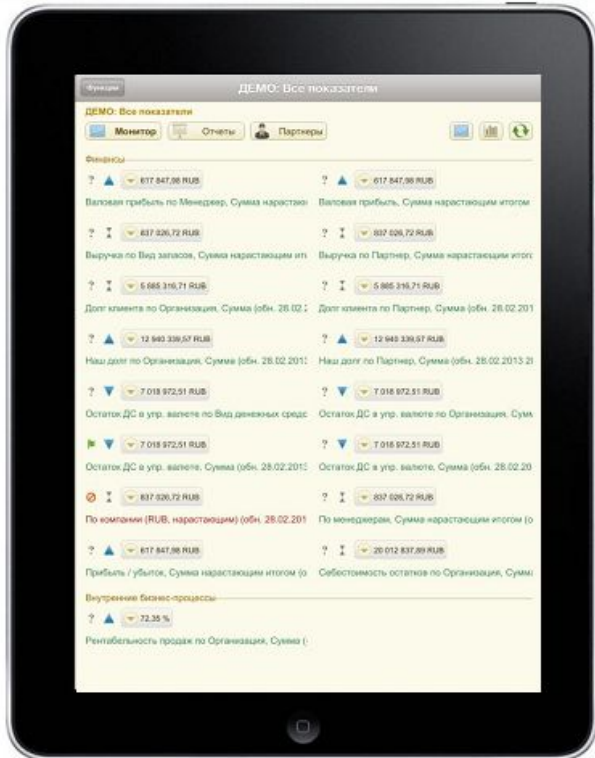 Функции
ДЕМО: Все показатели
ДЕМО: Все показатели
Монитор Отчеты Партнеры
Финансы
? 617 847,98 RUB ? 617 847,98 RUB
Валовая прибыль по Менеджер, Сумма нарастаю Валовая прибыль, Сумма нарастающим итогом
? 837 026,72 RUB ? 837 026,72 RUB
Выручка по Вид запасов, Сумма нарастающим ито Выручка по Партнер, Сумма нарастающим итого
? 5 885 316,71 RUB ? 5 885 316,71 RUB
Долг клиента по Организация, Сумма (обн. 28.02.2 Долг клиента по Партнер, Сумма (обн. 28.02.201
? 12 940 339,57 RUB ? 12 940 339,57 RUB
Наш долг по Организация, Сумма (обн. 28.02.2013 Наш долг по Партнер, Сумма (обн. 28.02.2013 21
? 7 018 972,51 RUB ? 7 018 972,51 RUB
Остаток ДС в упр. валюте по Вид денежных средс Остаток ДС в упр. валюте по Организация, Сумм
7 018 972,51 RUB ? 7 018 972,51 RUB
Остаток ДС в упр. валюте, Сумма (обн. 28.02.2013 Остаток ДС в упр. валюте, Сумма (обн. 28.02.20
837 026,72 RUB ? 837 026,72 RUB
По компании (RUB, нарастающим) (обн. 28.02.201 По менеджерам, Сумма нарастающим итогом (о
? 617 847,98 RUB ? 20 012 837,89 RUB
Прибыль / убыток, Сумма нарастающим итогом (о Себестоимость остатков по Организация, Сумма
Внутренние бизнес-процессы
? 72,35 %
Рентабельность продаж по Организация, Сумма (